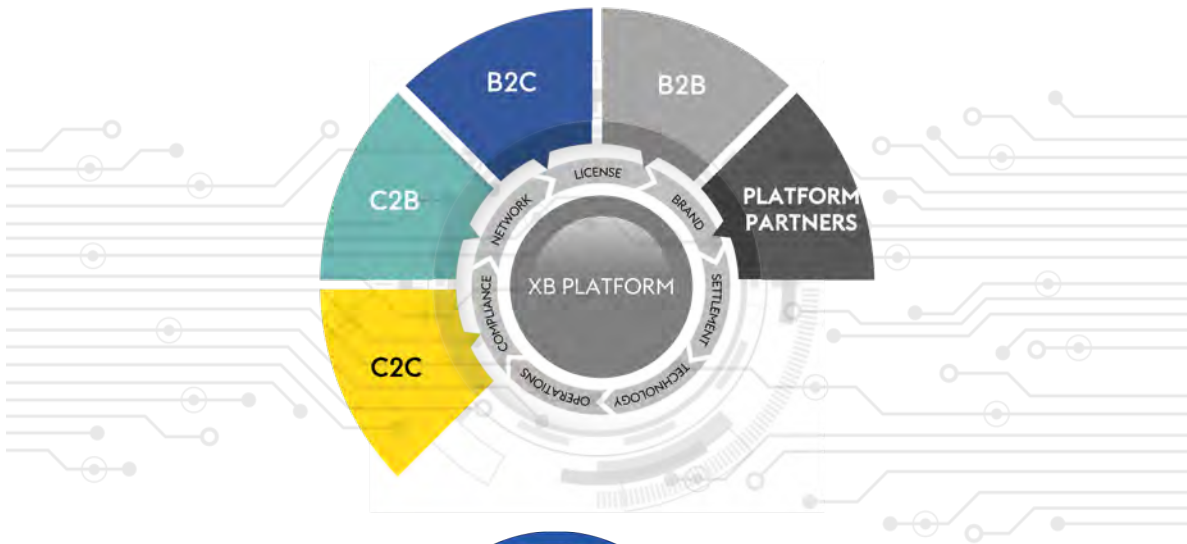 B2C
B2B
C2B
PLATFORM
PARTNERS
C2C
LICENSE
BRAND
SETTLEMENT
TECHNOLOGY
OPERATIONS
COMPLIANCE
NETWORK
XB PLATFORM